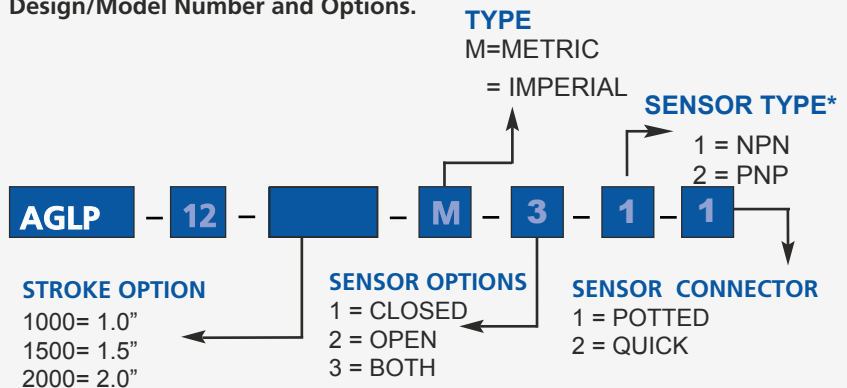 Design/Model Number and Options.
TYPE
M=METRIC
= IMPERIAL
SENSOR TYPE*
1 = NPN
2 = PNP
AGLP – 12 – – M – 3 – 1 – 1
STROKE OPTION
1000= 1.0”
1500= 1.5”
2000= 2.0”
SENSOR OPTIONS
1 = CLOSED
2 = OPEN
3 = BOTH
SENSOR CONNECTOR
1 = POTTED
2 = QUICK